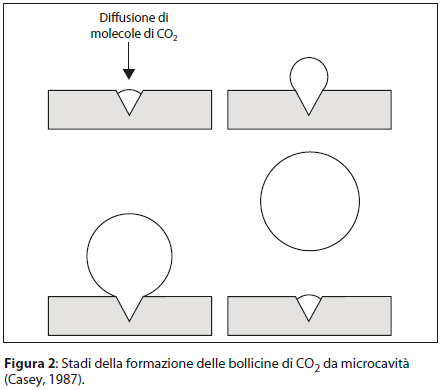 Diffusione di
molecole di CO₂
Figura 2: Stadi della formazione delle bollicine di CO₂ da microcavità
(Casey, 1987).